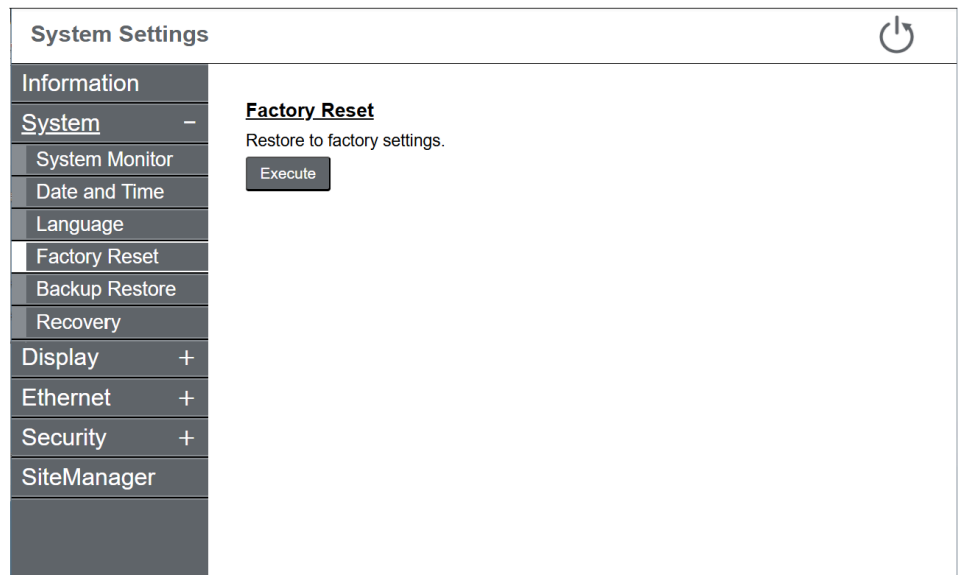 System Settings
Information
System −
System Monitor
Date and Time
Language
Factory Reset
Backup Restore
Recovery
Display +
Ethernet +
Security +
SiteManager
Factory Reset
Restore to factory settings.
Execute